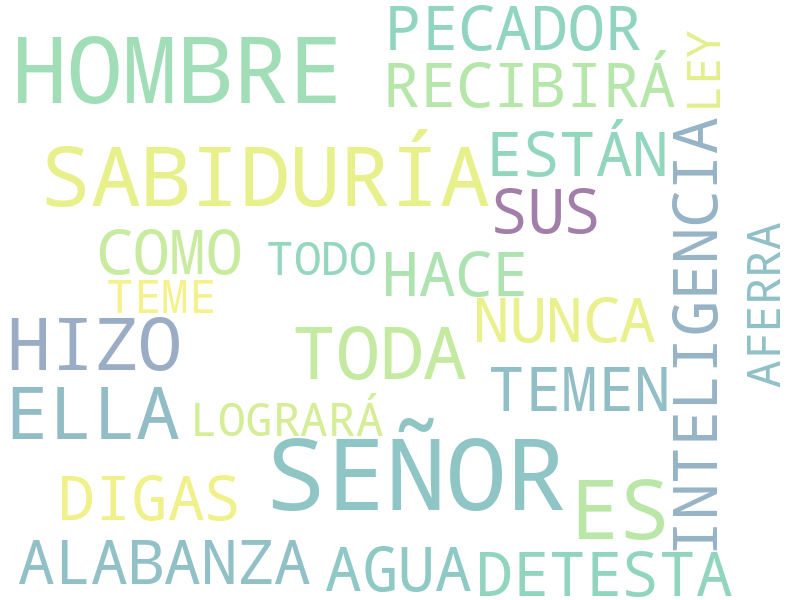 PECADOR
HOMBRE
LEY
RECIBIRÁ
SABIDURÍA
ESTÁN
INTELIGENCIA
SUS
COMO
TODO
HACE
AFERRA
TEME
NUNCA
HIZO
TODA
TEMEN
ELLA
LOGRARÁ
SEÑOR
DIGAS
ES
ALABANZA
AGUA
DETESTA